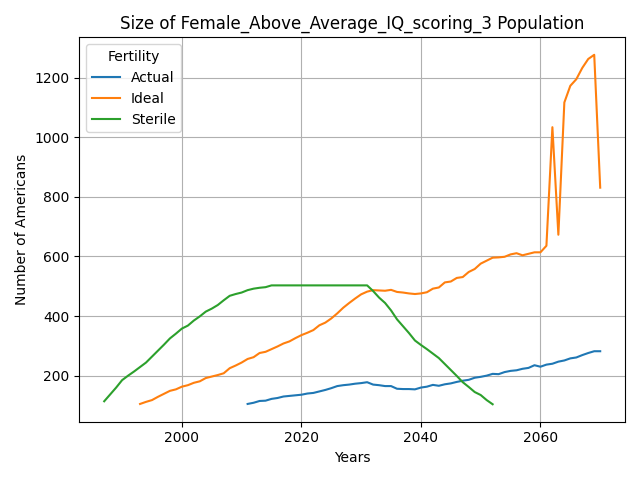 Size of Female_Above_Average_IQ_scoring_3 Population
Fertility
Actual
Ideal
Sterile
1200
1000
800
600
400
200
Number of Americans
2000
2020
2040
2060
Years